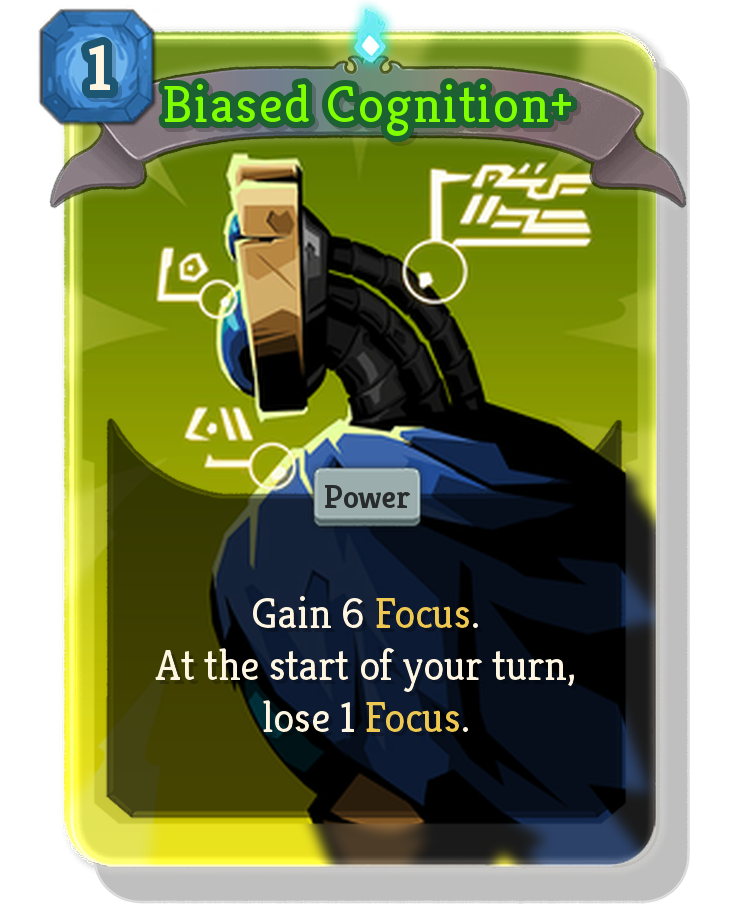 1
Biased Cognition+
Power
Gain 6 Focus.
At the start of your turn,
lose 1 Focus.